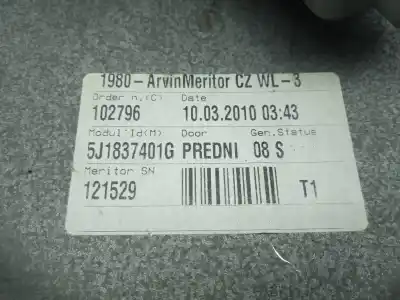 1980-ArvinMeritor CZ WL-3
Order n.(C) Date
102796 10.03.2010 03:43
Modul Id(M) Door Gen.Status
5J1837401G PREDNI 08 S
Meritor SN
121529 T1